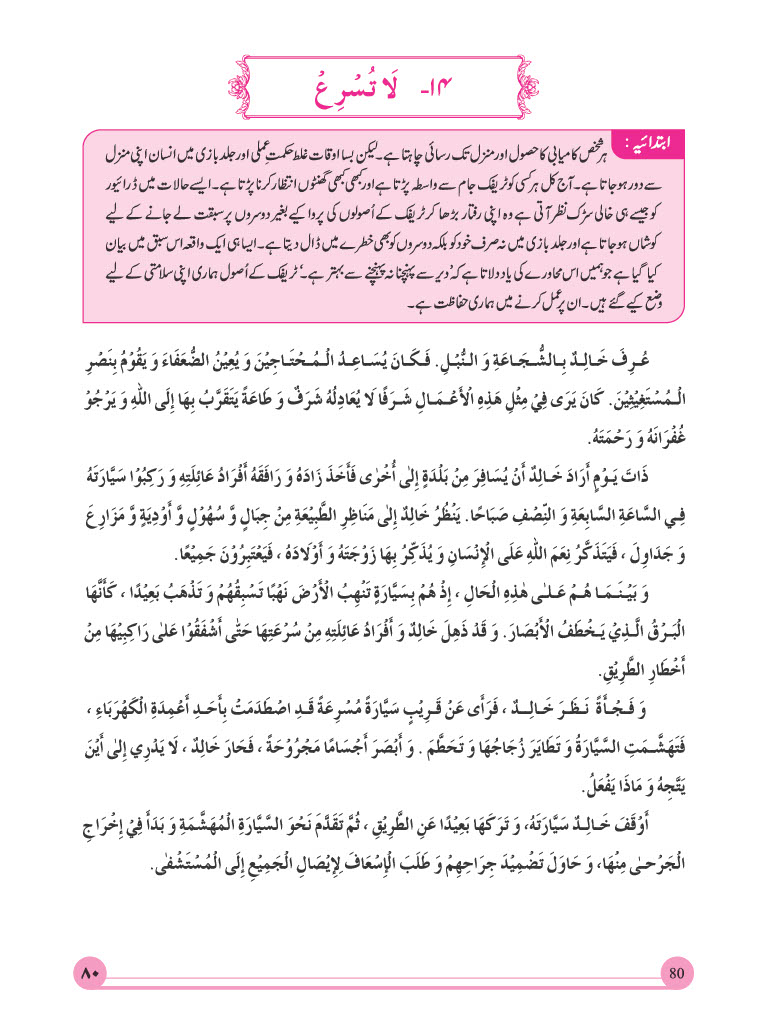 ۱۴- لَا تُسْرِعْ
ابتدائیہ :
ہر شخص کامیابی کا حصول اور منزل تک رسائی چاہتا ہے۔ لیکن بسا اوقات غلط حکمتِ عملی اور جلد بازی میں انسان اپنی منزل
سے دور ہو جاتا ہے۔ آج کل ہر کسی کو ٹریفک جام سے واسطہ پڑتا ہے اور کبھی کبھی گھنٹوں انتظار کرنا پڑتا ہے۔ ایسے حالات میں ڈرائیور
کو جیسے ہی خالی سڑک نظر آتی ہے وہ اپنی رفتار بڑھا کر ٹریفک کے اُصولوں کی پروا کیے بغیر دوسروں پر سبقت لے جانے کے لیے
کوشاں ہو جاتا ہے اور جلد بازی میں نہ صرف خود کو بلکہ دوسروں کو بھی خطرے میں ڈال دیتا ہے۔ ایسا ہی ایک واقعہ اس سبق میں بیان
کیا گیا ہے جو ہمیں اس محاورے کی یاد دلاتا ہے کہ ’دیر سے پہنچنا نہ پہنچنے سے بہتر ہے۔‘ ٹریفک کے اُصول ہماری اپنی سلامتی کے لیے
وضع کیے گئے ہیں۔ ان پر عمل کرنے میں ہماری حفاظت ہے۔
عُرِفَ خَالِدٌ بِالشُّجَاعَةِ وَ النُّبْلِ. فَكَانَ يُسَاعِدُ الْمُحْتَاجِيْنَ وَ يُعِيْنُ الضُّعَفَاءَ وَ يَقُوْمُ بِنَصْرِ
الْمُسْتَغِيْثِيْنَ. كَانَ يَرَى فِيْ مِثْلِ هَذِهِ الْأَعْمَالِ شَرَفًا لَا يُعَادِلُهُ شَرَفٌ وَ طَاعَةً يَتَقَرَّبُ بِهَا إِلَى اللّٰهِ وَ يَرْجُوْ
غُفْرَانَهُ وَ رَحْمَتَهُ.
ذَاتَ يَوْمٍ أَرَادَ خَالِدٌ أَنْ يُسَافِرَ مِنْ بَلْدَةٍ إِلىٰ أُخْرٰى فَأَخَذَ زَادَهُ وَ رَافَقَهُ أَفْرَادُ عَائِلَتِهِ وَ رَكِبُوْا سَيَّارَتَهُ
فِي السَّاعَةِ السَّابِعَةِ وَ النِّصْفِ صَبَاحًا. يَنْظُرُ خَالِدٌ إِلىٰ مَنَاظِرِ الطَّبِيْعَةِ مِنْ جِبَالٍ وَّ سُهُوْلٍ وَّ أَوْدِيَةٍ وَّ مَزَارِعَ
وَ جَدَاوِلَ ، فَيَتَذَكَّرُ نِعَمَ اللّٰهِ عَلَى الْإِنْسَانِ وَ يُذَكِّرُ بِهَا زَوْجَتَهُ وَ أَوْلَادَهُ ، فَيَعْتَبِرُوْنَ جَمِيْعًا.
وَ بَيْنَمَا هُمْ عَلىٰ هٰذِهِ الْحَالِ ، إِذْ هُمْ بِسَيَّارَةٍ تَنْهِبُ الْأَرْضَ نَهْبًا تَسْبِقُهُمْ وَ تَذْهَبُ بَعِيْدًا ، كَأَنَّهَا
الْبَرْقُ الَّذِيْ يَخْطَفُ الْأَبْصَارَ. وَ قَدْ ذَهِلَ خَالِدٌ وَ أَفْرَادُ عَائِلَتِهِ مِنْ سُرْعَتِهَا حَتّٰى أَشْفَقُوْا عَلىٰ رَاكِبِيْهَا مِنْ
أَخْطَارِ الطَّرِيْقِ.
وَ فَجْأَةً نَظَرَ خَالِدٌ ، فَرَأَى عَنْ قَرِيْبٍ سَيَّارَةً مُسْرِعَةً قَدِ اصْطَدَمَتْ بِأَحَدِ أَعْمِدَةِ الْكَهْرَبَاءِ ،
فَتَهَشَّمَتِ السَّيَّارَةُ وَ تَطَايَرَ زُجَاجُهَا وَ تَحَطَّمَ . وَ أَبْصَرَ أَجْسَامًا مَجْرُوْحَةً ، فَحَارَ خَالِدٌ ، لَا يَدْرِي إِلىٰ أَيْنَ
يَتَّجِهُ وَ مَاذَا يَفْعَلُ.
أَوْقَفَ خَالِدٌ سَيَّارَتَهُ، وَ تَرَكَهَا بَعِيْدًا عَنِ الطَّرِيْقِ ، ثُمَّ تَقَدَّمَ نَحْوَ السَّيَّارَةِ الْمُهَشَّمَةِ وَ بَدَأَ فِيْ إِخْرَاجِ
الْجَرْحىٰ مِنْهَا، وَ حَاوَلَ تَضْمِيْدَ جِرَاحِهِمْ وَ طَلَبَ الْإِسْعَافَ لِإِيْصَالِ الْجَمِيْعِ إِلَى الْمُسْتَشْفىٰ.
۸۰
80